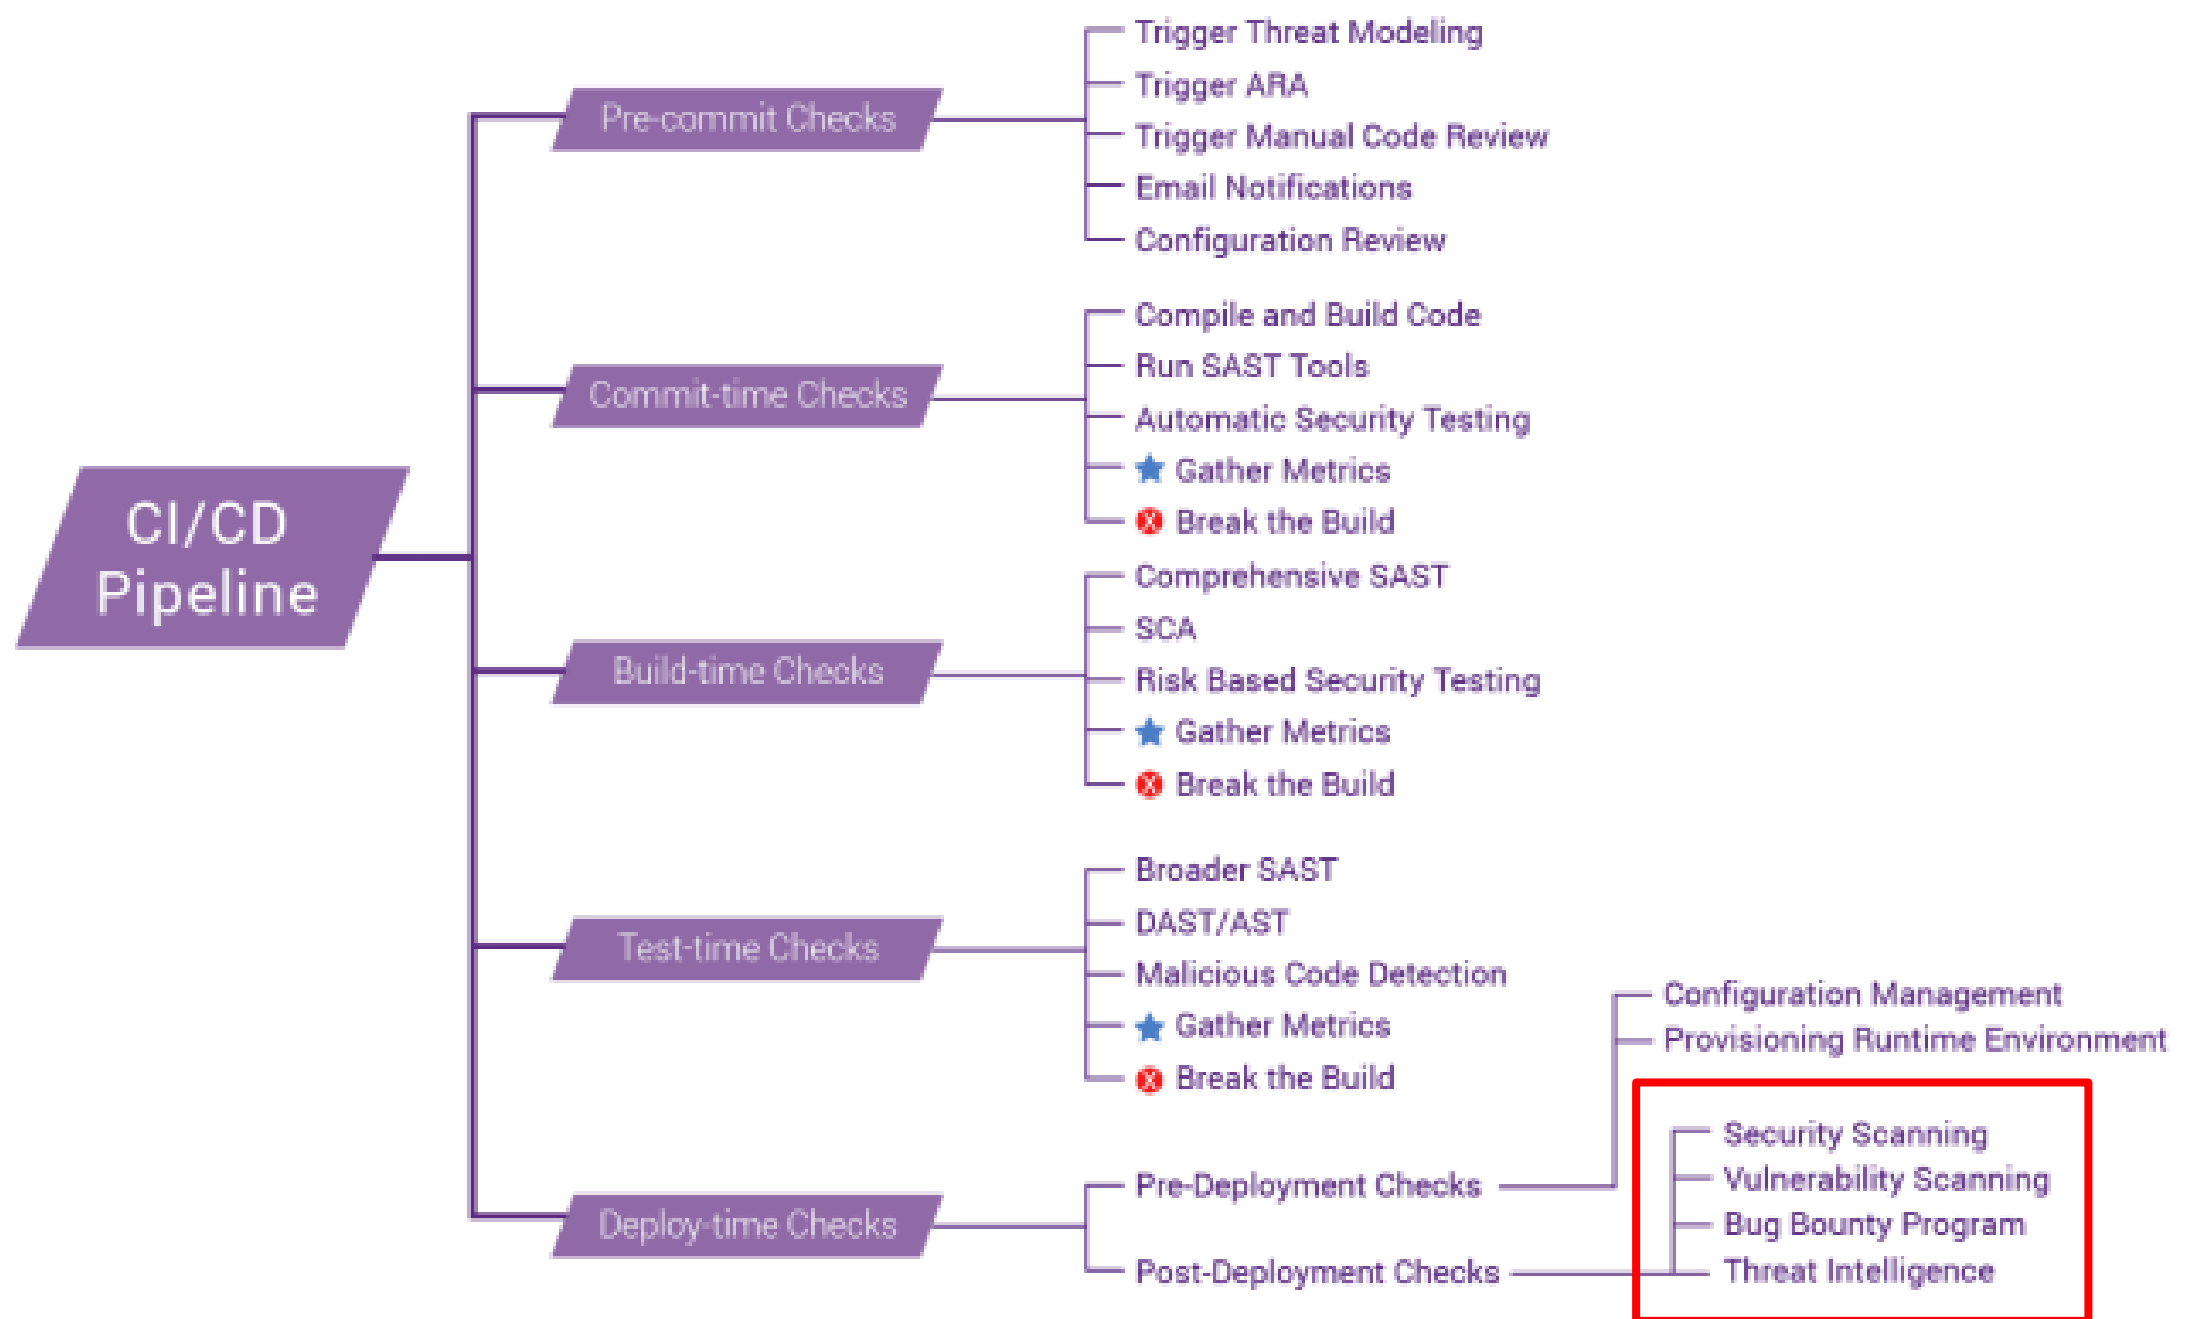 CI/CD
Pipeline
Pre-commit Checks
Trigger Threat Modeling
Trigger ARA
Trigger Manual Code Review
Email Notifications
Configuration Review
Commit-time Checks
Compile and Build Code
Run SAST Tools
Automatic Security Testing
Gather Metrics
Break the Build
Build-time Checks
Comprehensive SAST
SCA
Risk Based Security Testing
Gather Metrics
Break the Build
Test-time Checks
Broader SAST
DAST/AST
Malicious Code Detection
Gather Metrics
Break the Build
Deploy-time Checks
Pre-Deployment Checks
Configuration Management
Provisioning Runtime Environment
Post-Deployment Checks
Security Scanning
Vulnerability Scanning
Bug Bounty Program
Threat Intelligence